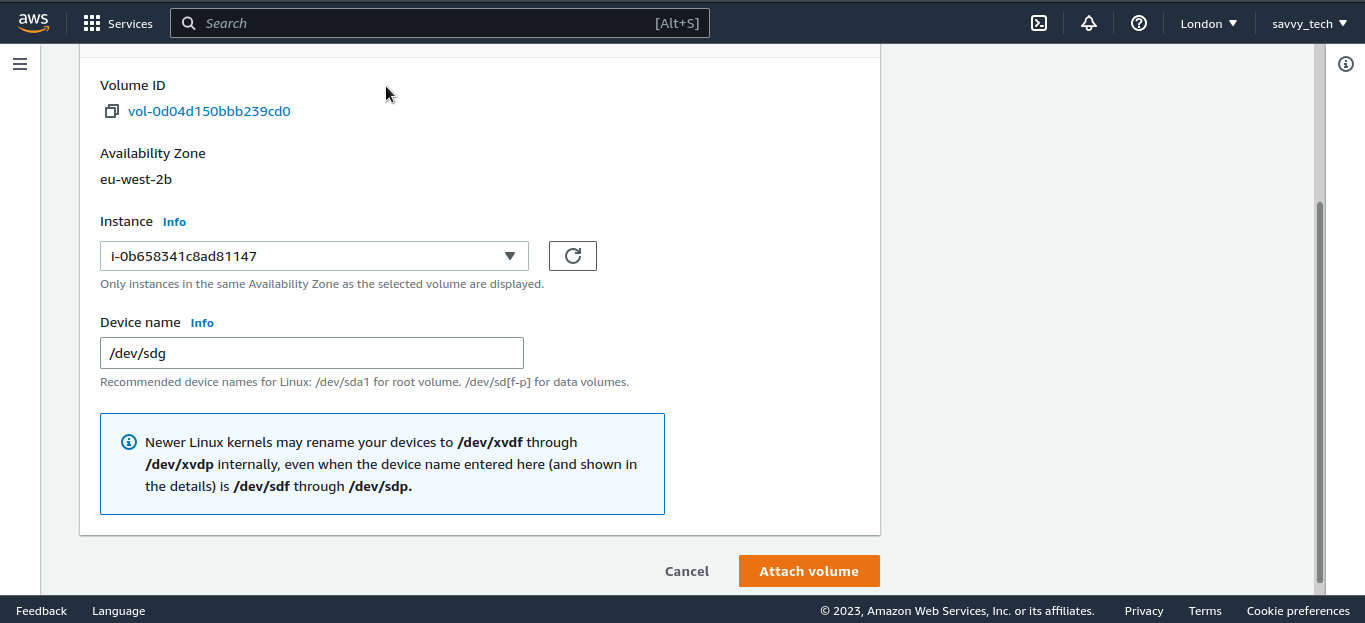 aws Services Search [Alt+S] London savvy_tech
Volume ID
vol-0d04d150bbb239cd0
Availability Zone
eu-west-2b
Instance Info
i-0b658341c8ad81147
Only instances in the same Availability Zone as the selected volume are displayed.
Device name Info
/dev/sdg
Recommended device names for Linux: /dev/sda1 for root volume. /dev/sd[f-p] for data volumes.
Newer Linux kernels may rename your devices to /dev/xvdf through
/dev/xvdp internally, even when the device name entered here (and shown in
the details) is /dev/sdf through /dev/sdp.
Cancel Attach volume
Feedback Language © 2023, Amazon Web Services, Inc. or its affiliates. Privacy Terms Cookie preferences